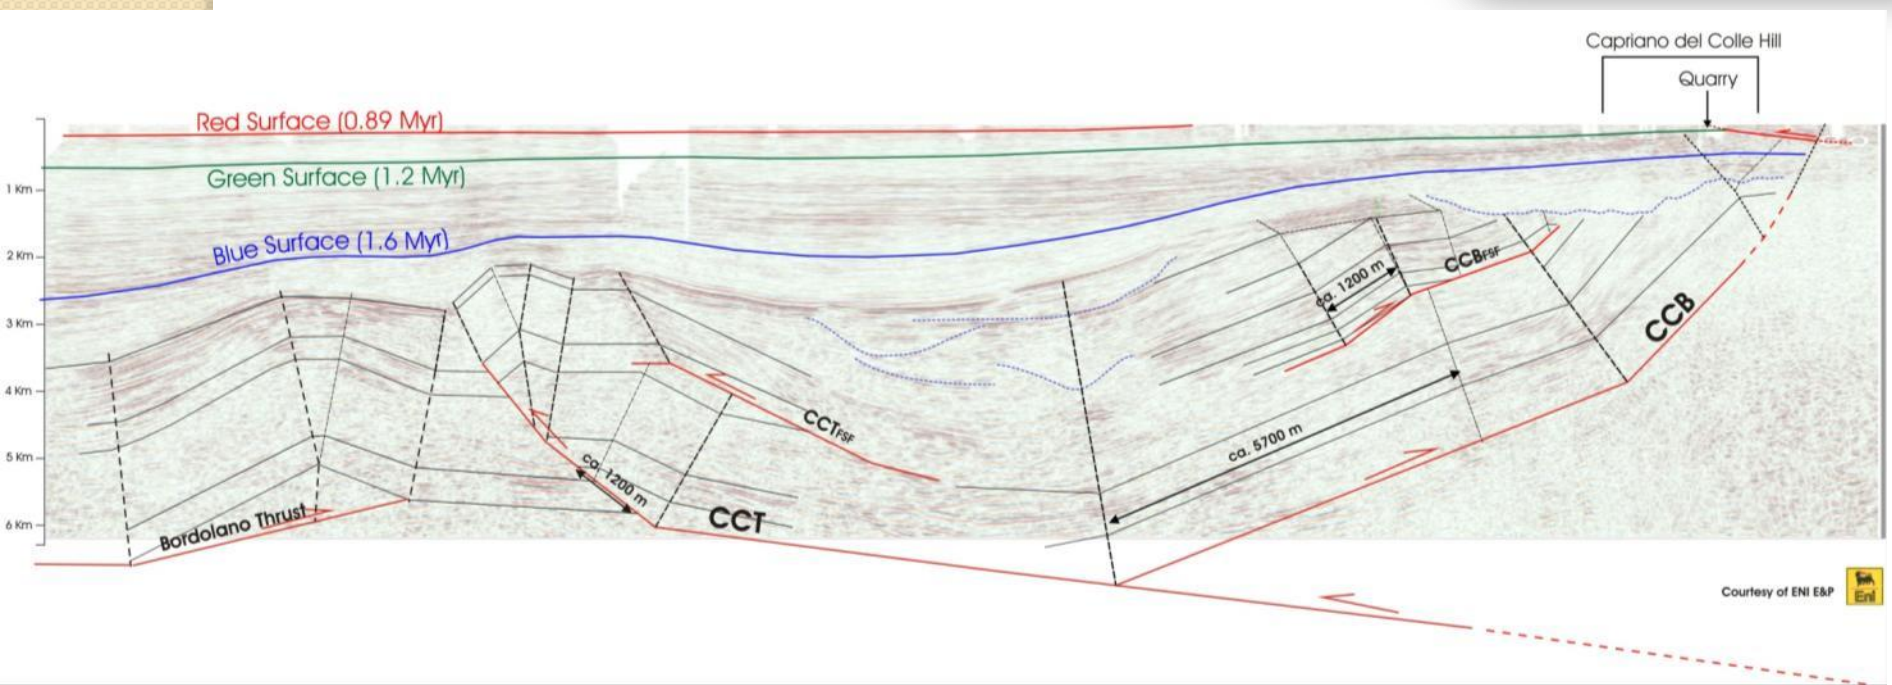 Capriano del Colle Hill
Quarry
Red Surface (0.89 Myr)
Green Surface (1.2 Myr)
Blue Surface (1.6 Myr)
1 Km
2 Km
3 Km
4 Km
5 Km
6 Km
CCBFSF
ca. 1200 m
CCB
CCTFSF
ca. 5700 m
ca. 1200 m
CCT
Bordolano Thrust
Courtesy of ENI E&P
Eni